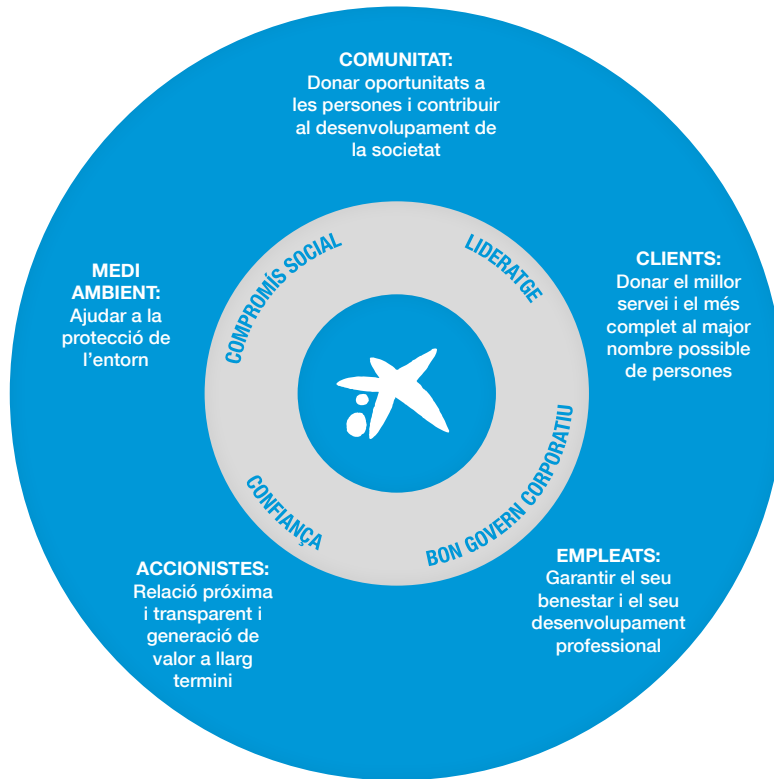 COMUNITAT:
Donar oportunitats a
les persones i contribuir
al desenvolupament de
la societat
COMPROMÍS SOCIAL
LIDERATGE
MEDI
AMBIENT:
Ajudar a la
protecció de
l’entorn
CLIENTS:
Donar el millor
servei i el més
complet al major
nombre possible
de persones
CONFIANÇA
BON GOVERN CORPORATIU
ACCIONISTES:
Relació próxima
i transparent i
generació de
valor a llarg
termini
EMPLEATS:
Garantir el seu
benestar i el seu
desenvolupament
professional